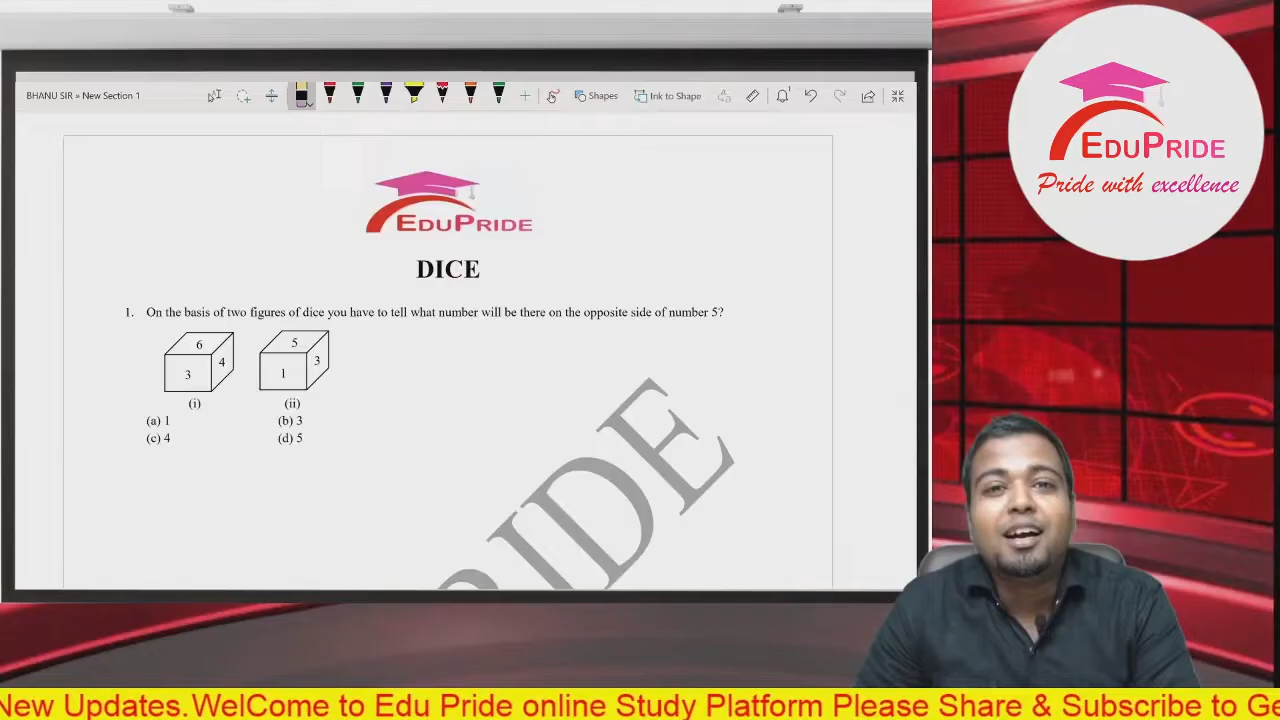 BHANU SIR » New Section 1
Shapes
Ink to Shape
EDUPRIDE
DICE
1. On the basis of two figures of dice you have to tell what number will be there on the opposite side of number 5?
6
4
3
5
3
1
(i)
(ii)
(a) 1
(b) 3
(c) 4
(d) 5
RIDE
EDUPRIDE
Pride with excellence
New Updates.WelCome to Edu Pride online Study Platform Please Share & Subscribe to Ge